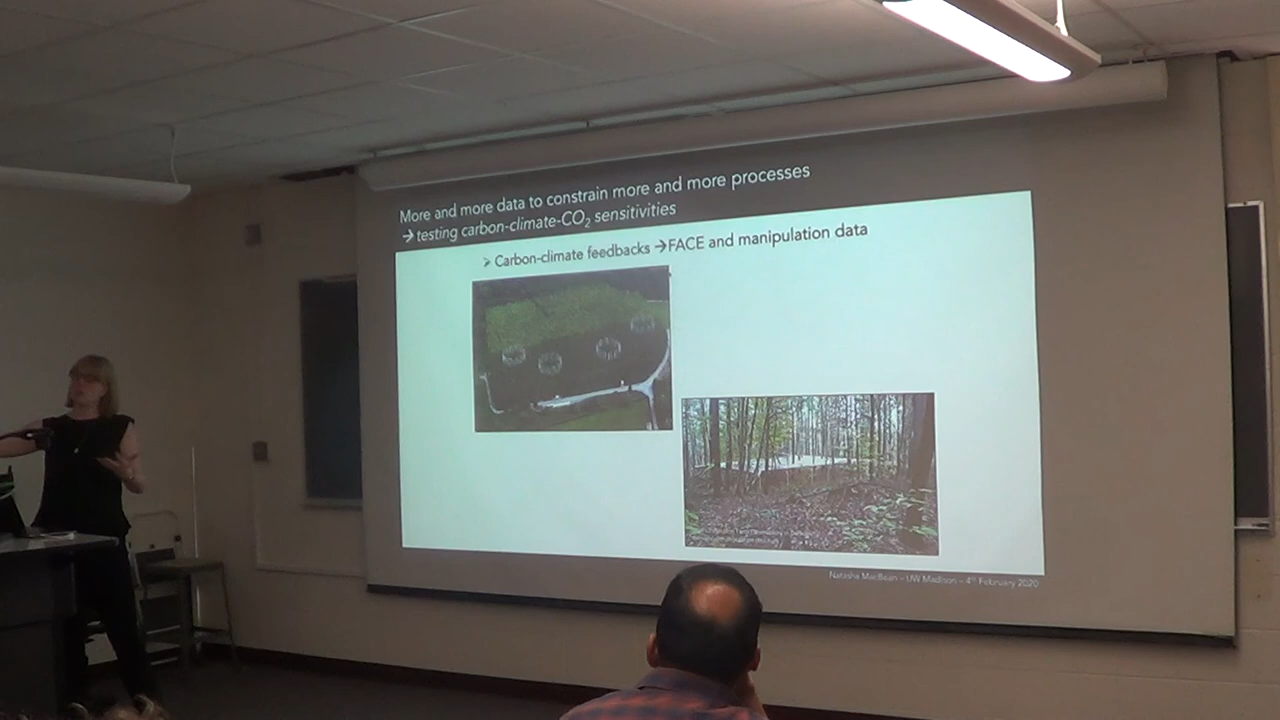 More and more data to constrain more and more processes
→ testing carbon-climate-CO₂ sensitivities
➢ Carbon-climate feedbacks →FACE and manipulation data
Natasha MacBean – UW Madison – 4th February 2020